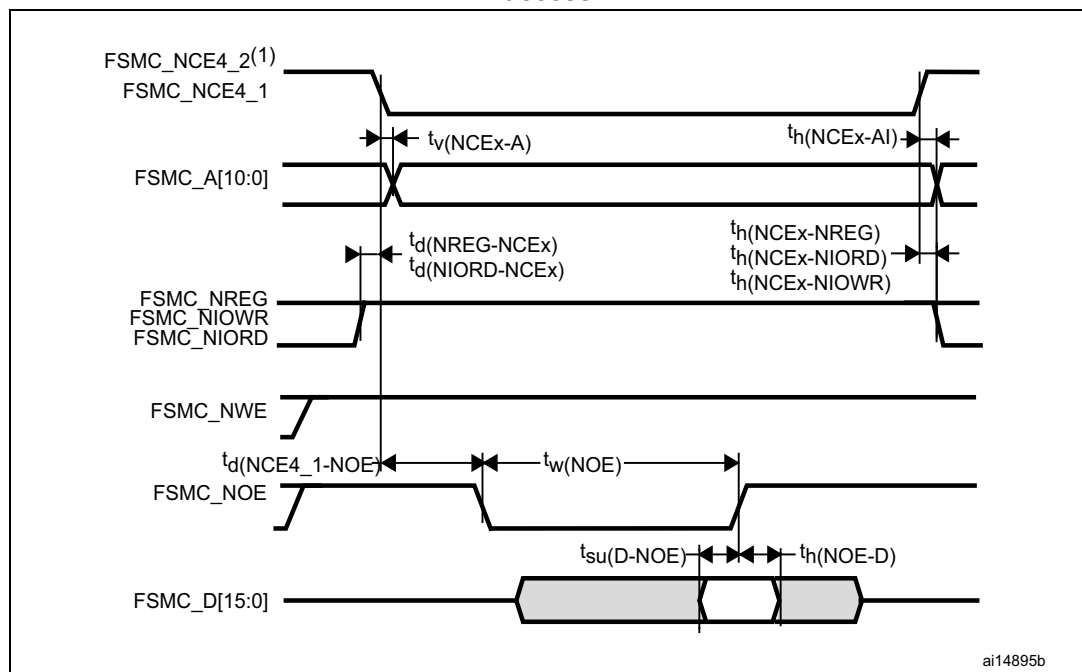 FSMC_NCE4_2(1)
FSMC_NCE4_1
tv(NCEx-A)
th(NCEx-AI)
FSMC_A[10:0]
td(NREG-NCEx)
td(NIORD-NCEx)
th(NCEx-NREG)
th(NCEx-NIORD)
th(NCEx-NIOWR)
FSMC_NREG
FSMC_NIOWR
FSMC_NIORD
FSMC_NWE
td(NCE4_1-NOE)
tw(NOE)
FSMC_NOE
tsu(D-NOE)
th(NOE-D)
FSMC_D[15:0]
ai14895b